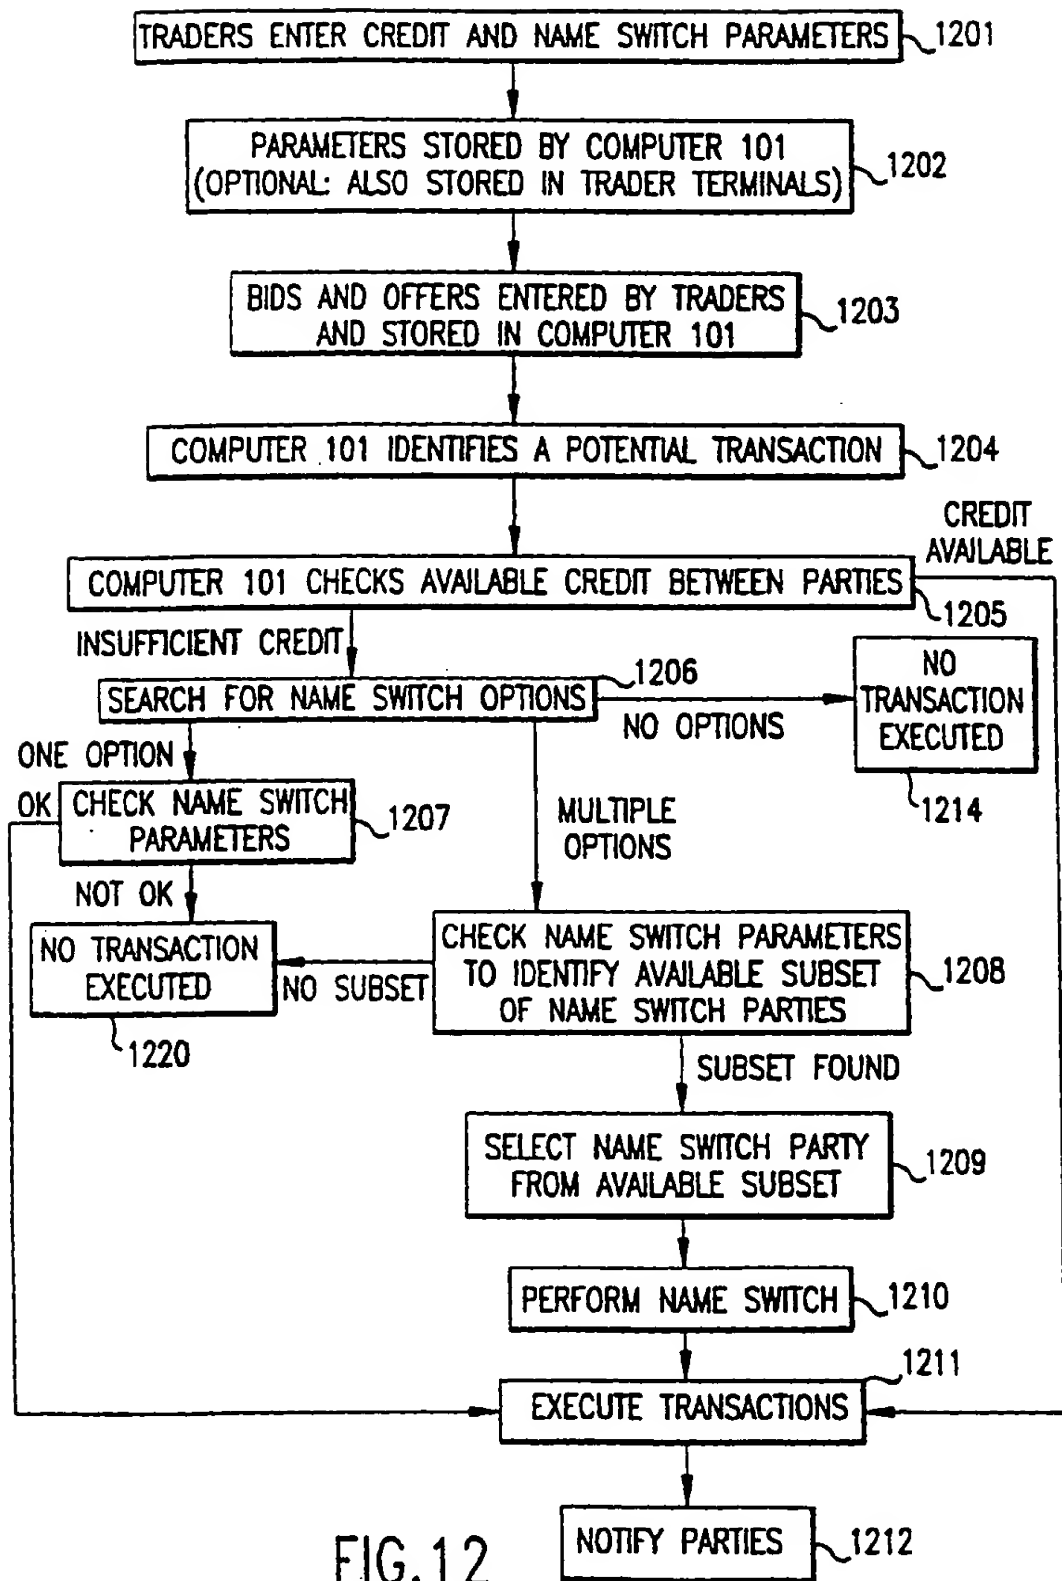 TRADERS ENTER CREDIT AND NAME SWITCH PARAMETERS
1201
PARAMETERS STORED BY COMPUTER 101
(OPTIONAL: ALSO STORED IN TRADER TERMINALS)
1202
BIDS AND OFFERS ENTERED BY TRADERS
AND STORED IN COMPUTER 101
1203
COMPUTER 101 IDENTIFIES A POTENTIAL TRANSACTION
1204
CREDIT
AVAILABLE
COMPUTER 101 CHECKS AVAILABLE CREDIT BETWEEN PARTIES
1205
INSUFFICIENT CREDIT
SEARCH FOR NAME SWITCH OPTIONS
1206
NO OPTIONS
NO
TRANSACTION
EXECUTED
1214
ONE OPTION
OK
CHECK NAME SWITCH
PARAMETERS
1207
MULTIPLE
OPTIONS
NOT OK
NO TRANSACTION
EXECUTED
1220
NO SUBSET
CHECK NAME SWITCH PARAMETERS
TO IDENTIFY AVAILABLE SUBSET
OF NAME SWITCH PARTIES
1208
SUBSET FOUND
SELECT NAME SWITCH PARTY
FROM AVAILABLE SUBSET
1209
PERFORM NAME SWITCH
1210
EXECUTE TRANSACTIONS
1211
NOTIFY PARTIES
1212
FIG.12